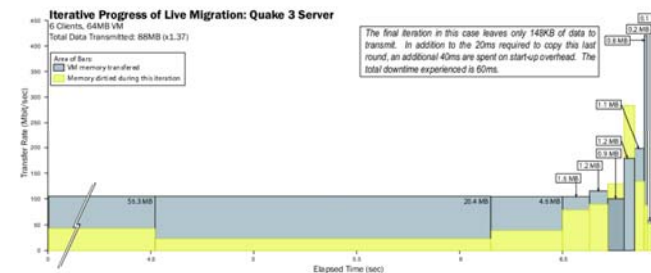 Iterative Progress of Live Migration: Quake 3 Server
6 Clients, 64MB VM
Total Data Transmitted: 88MB (x1.37)
Area of Bars:
VM memory transferred
Memory dirtied during this iteration
The final iteration in this case leaves only 148KB of data to
transmit. In addition to the 20ms required to copy this last
round, an additional 40ms are spent on start-up overhead. The
total downtime experienced is 60ms.
0.1
0.2 MB
0.8 MB
1.1 MB
1.2 MB
0.9 MB
1.2 MB
1.6 MB
56.3 MB
20.4 MB
4.6 MB
Transfer Rate (Mbit/sec)
450
400
350
300
250
200
150
100
50
0
0
4.5
5
6
6.5
Elapsed Time (sec)